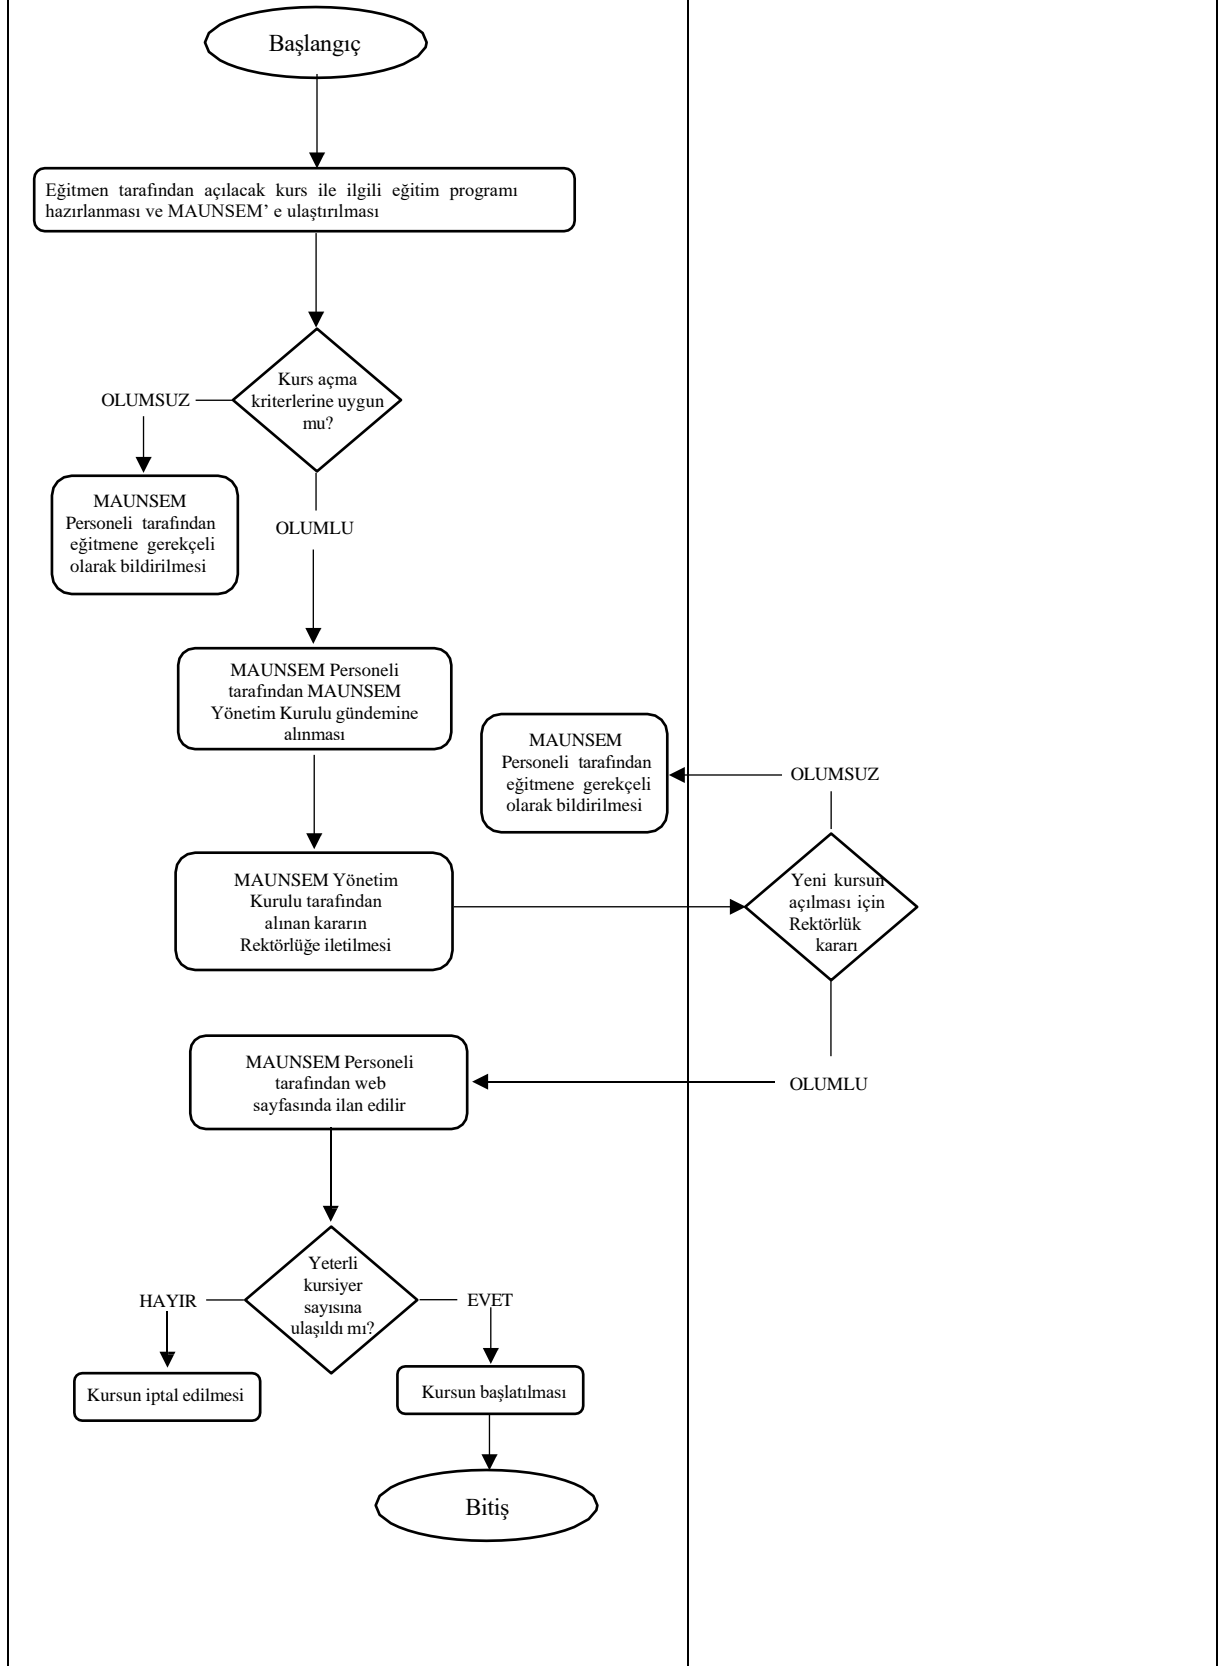 Başlangıç
Eğitmen tarafından açılacak kurs ile ilgili eğitim programı
hazırlanması ve MAUNSEM’ e ulaştırılması
Kurs açma
kriterlerine uygun
mu?
OLUMSUZ
MAUNSEM
Personeli tarafından
eğitmene gerekçeli
olarak bildirilmesi
OLUMLU
MAUNSEM Personeli
tarafından MAUNSEM
Yönetim Kurulu gündemine
alınması
MAUNSEM
Personeli tarafından
eğitmene gerekçeli
olarak bildirilmesi
OLUMSUZ
MAUNSEM Yönetim
Kurulu tarafından
alınan kararın
Rektörlüğe iletilmesi
Yeni kursun
açılması için
Rektörlük
kararı
MAUNSEM Personeli
tarafından web
sayfasında ilan edilir
OLUMLU
Yeterli
kursiyer
sayısına
ulaşıldı mı?
HAYIR
EVET
Kursun iptal edilmesi
Kursun başlatılması
Bitiş